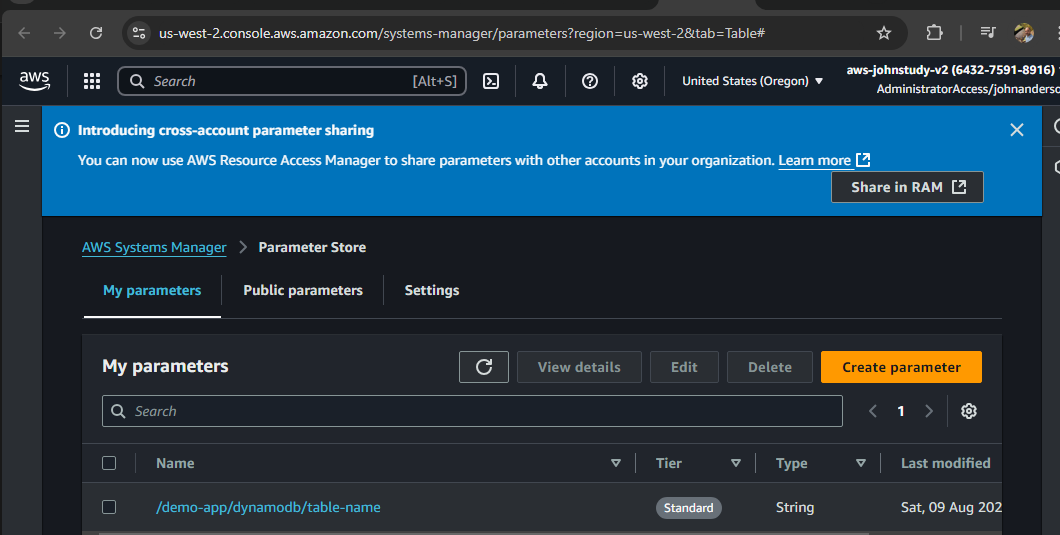 us-west-2.console.aws.amazon.com/systems-manager/parameters?region=us-west-2&tab=Table#
aws
Search [Alt+S]
United States (Oregon)
aws-johnstudy-v2 (6432-7591-8916)
AdministratorAccess/johnanderso
Introducing cross-account parameter sharing
You can now use AWS Resource Access Manager to share parameters with other accounts in your organization. Learn more
Share in RAM
AWS Systems Manager > Parameter Store
My parameters
Public parameters
Settings
My parameters
View details
Edit
Delete
Create parameter
Search
1
Name
Tier
Type
Last modified
/demo-app/dynamodb/table-name
Standard
String
Sat, 09 Aug 202